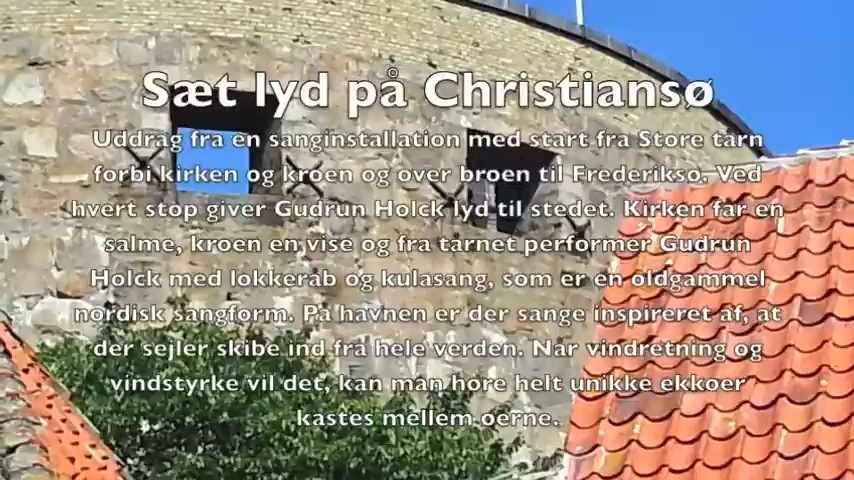 Sæt lyd på Christiansø
Uddrag fra en sanginstallation med start fra Store tårn
forbi kirken og kroen og over broen til Frederiksø. Ved
hvert stop giver Gudrun Holck lyd til stedet. Kirken får en
salme, kroen en vise og fra tårnet performer Gudrun
Holck med lokkeråb og kulasang, som er en oldgammel
nordisk sangform. På havnen er der sange inspireret af, at
der sejler skibe ind fra hele verden. Når vindretning og
vindstyrke vil det, kan man høre helt unikke ekkoer
kastes mellem øerne.